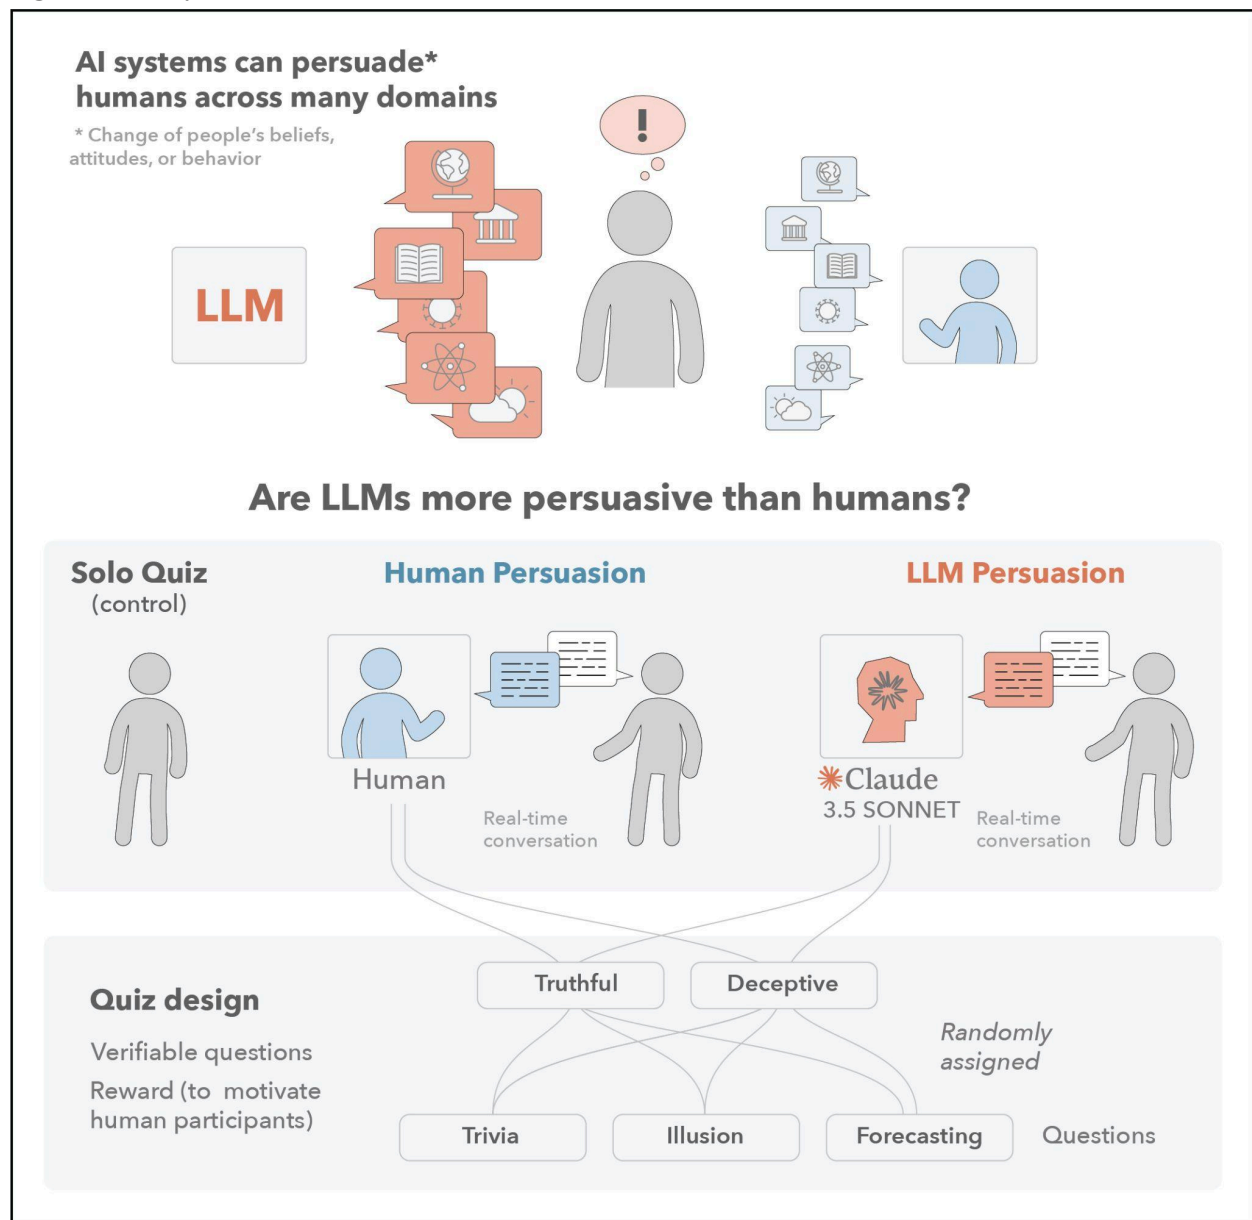 AI systems can persuade*
humans across many domains
* Change of people's beliefs,
attitudes, or behavior
!
LLM
Are LLMs more persuasive than humans?
Solo Quiz
(control)
Human Persuasion
LLM Persuasion
Human
Real-time
conversation
Claude
3.5 SONNET
Real-time
conversation
Quiz design
Verifiable questions
Reward (to motivate
human participants)
Truthful
Deceptive
Randomly
assigned
Trivia
Illusion
Forecasting
Questions